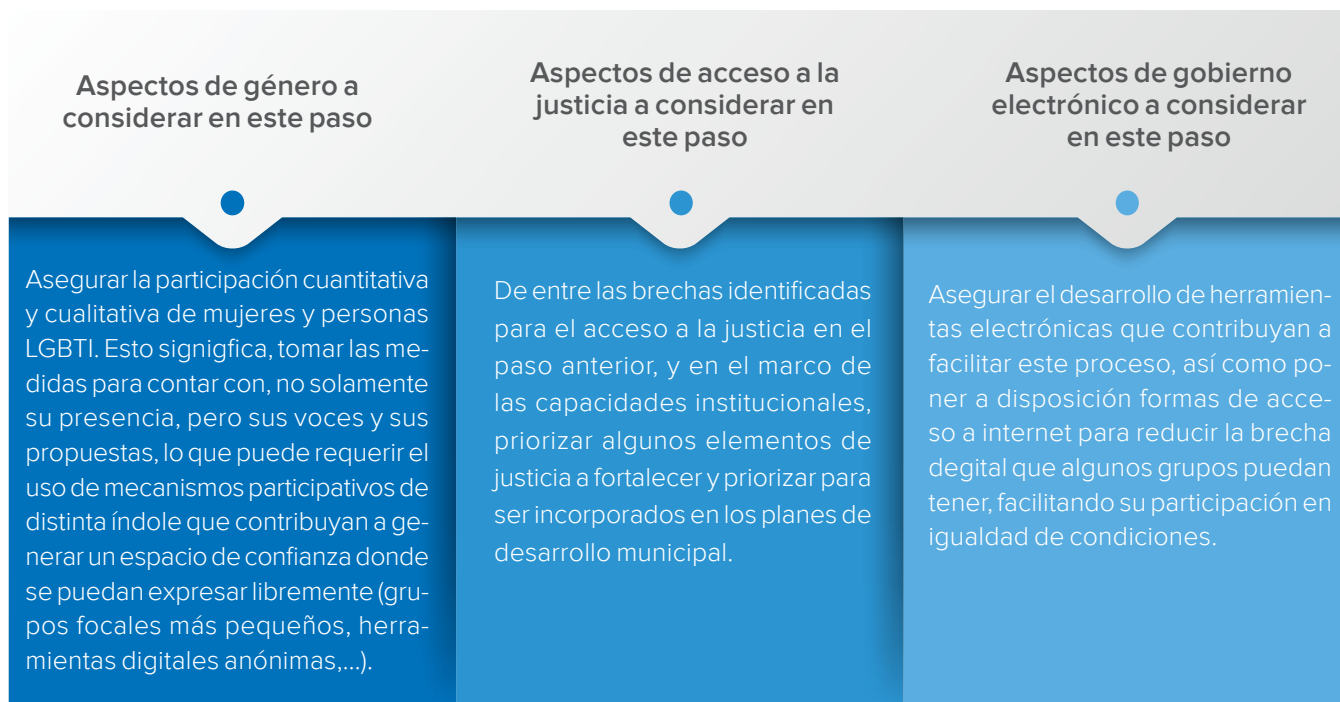 Aspectos de género a
considerar en este paso
Asegurar la participación cuantitativa
y cualitativa de mujeres y personas
LGBTI. Esto signigfica, tomar las me-
didas para contar con, no solamente
su presencia, pero sus voces y sus
propuestas, lo que puede requerir el
uso de mecanismos participativos de
distinta índole que contribuyan a ge-
nerar un espacio de confianza donde
se puedan expresar libremente (gru-
pos focales más pequeños, herra-
mientas digitales anónimas,...).
Aspectos de acceso a la
justicia a considerar en
este paso
De entre las brechas identificadas
para el acceso a la justicia en el
paso anterior, y en el marco de
las capacidades institucionales,
priorizar algunos elementos de
justicia a fortalecer y priorizar para
ser incorporados en los planes de
desarrollo municipal.
Aspectos de gobierno
electrónico a considerar
en este paso
Asegurar el desarrollo de herramien-
tas electrónicas que contribuyan a
facilitar este proceso, así como po-
ner a disposición formas de acce-
so a internet para reducir la brecha
degital que algunos grupos puedan
tener, facilitando su participación en
igualdad de condiciones.